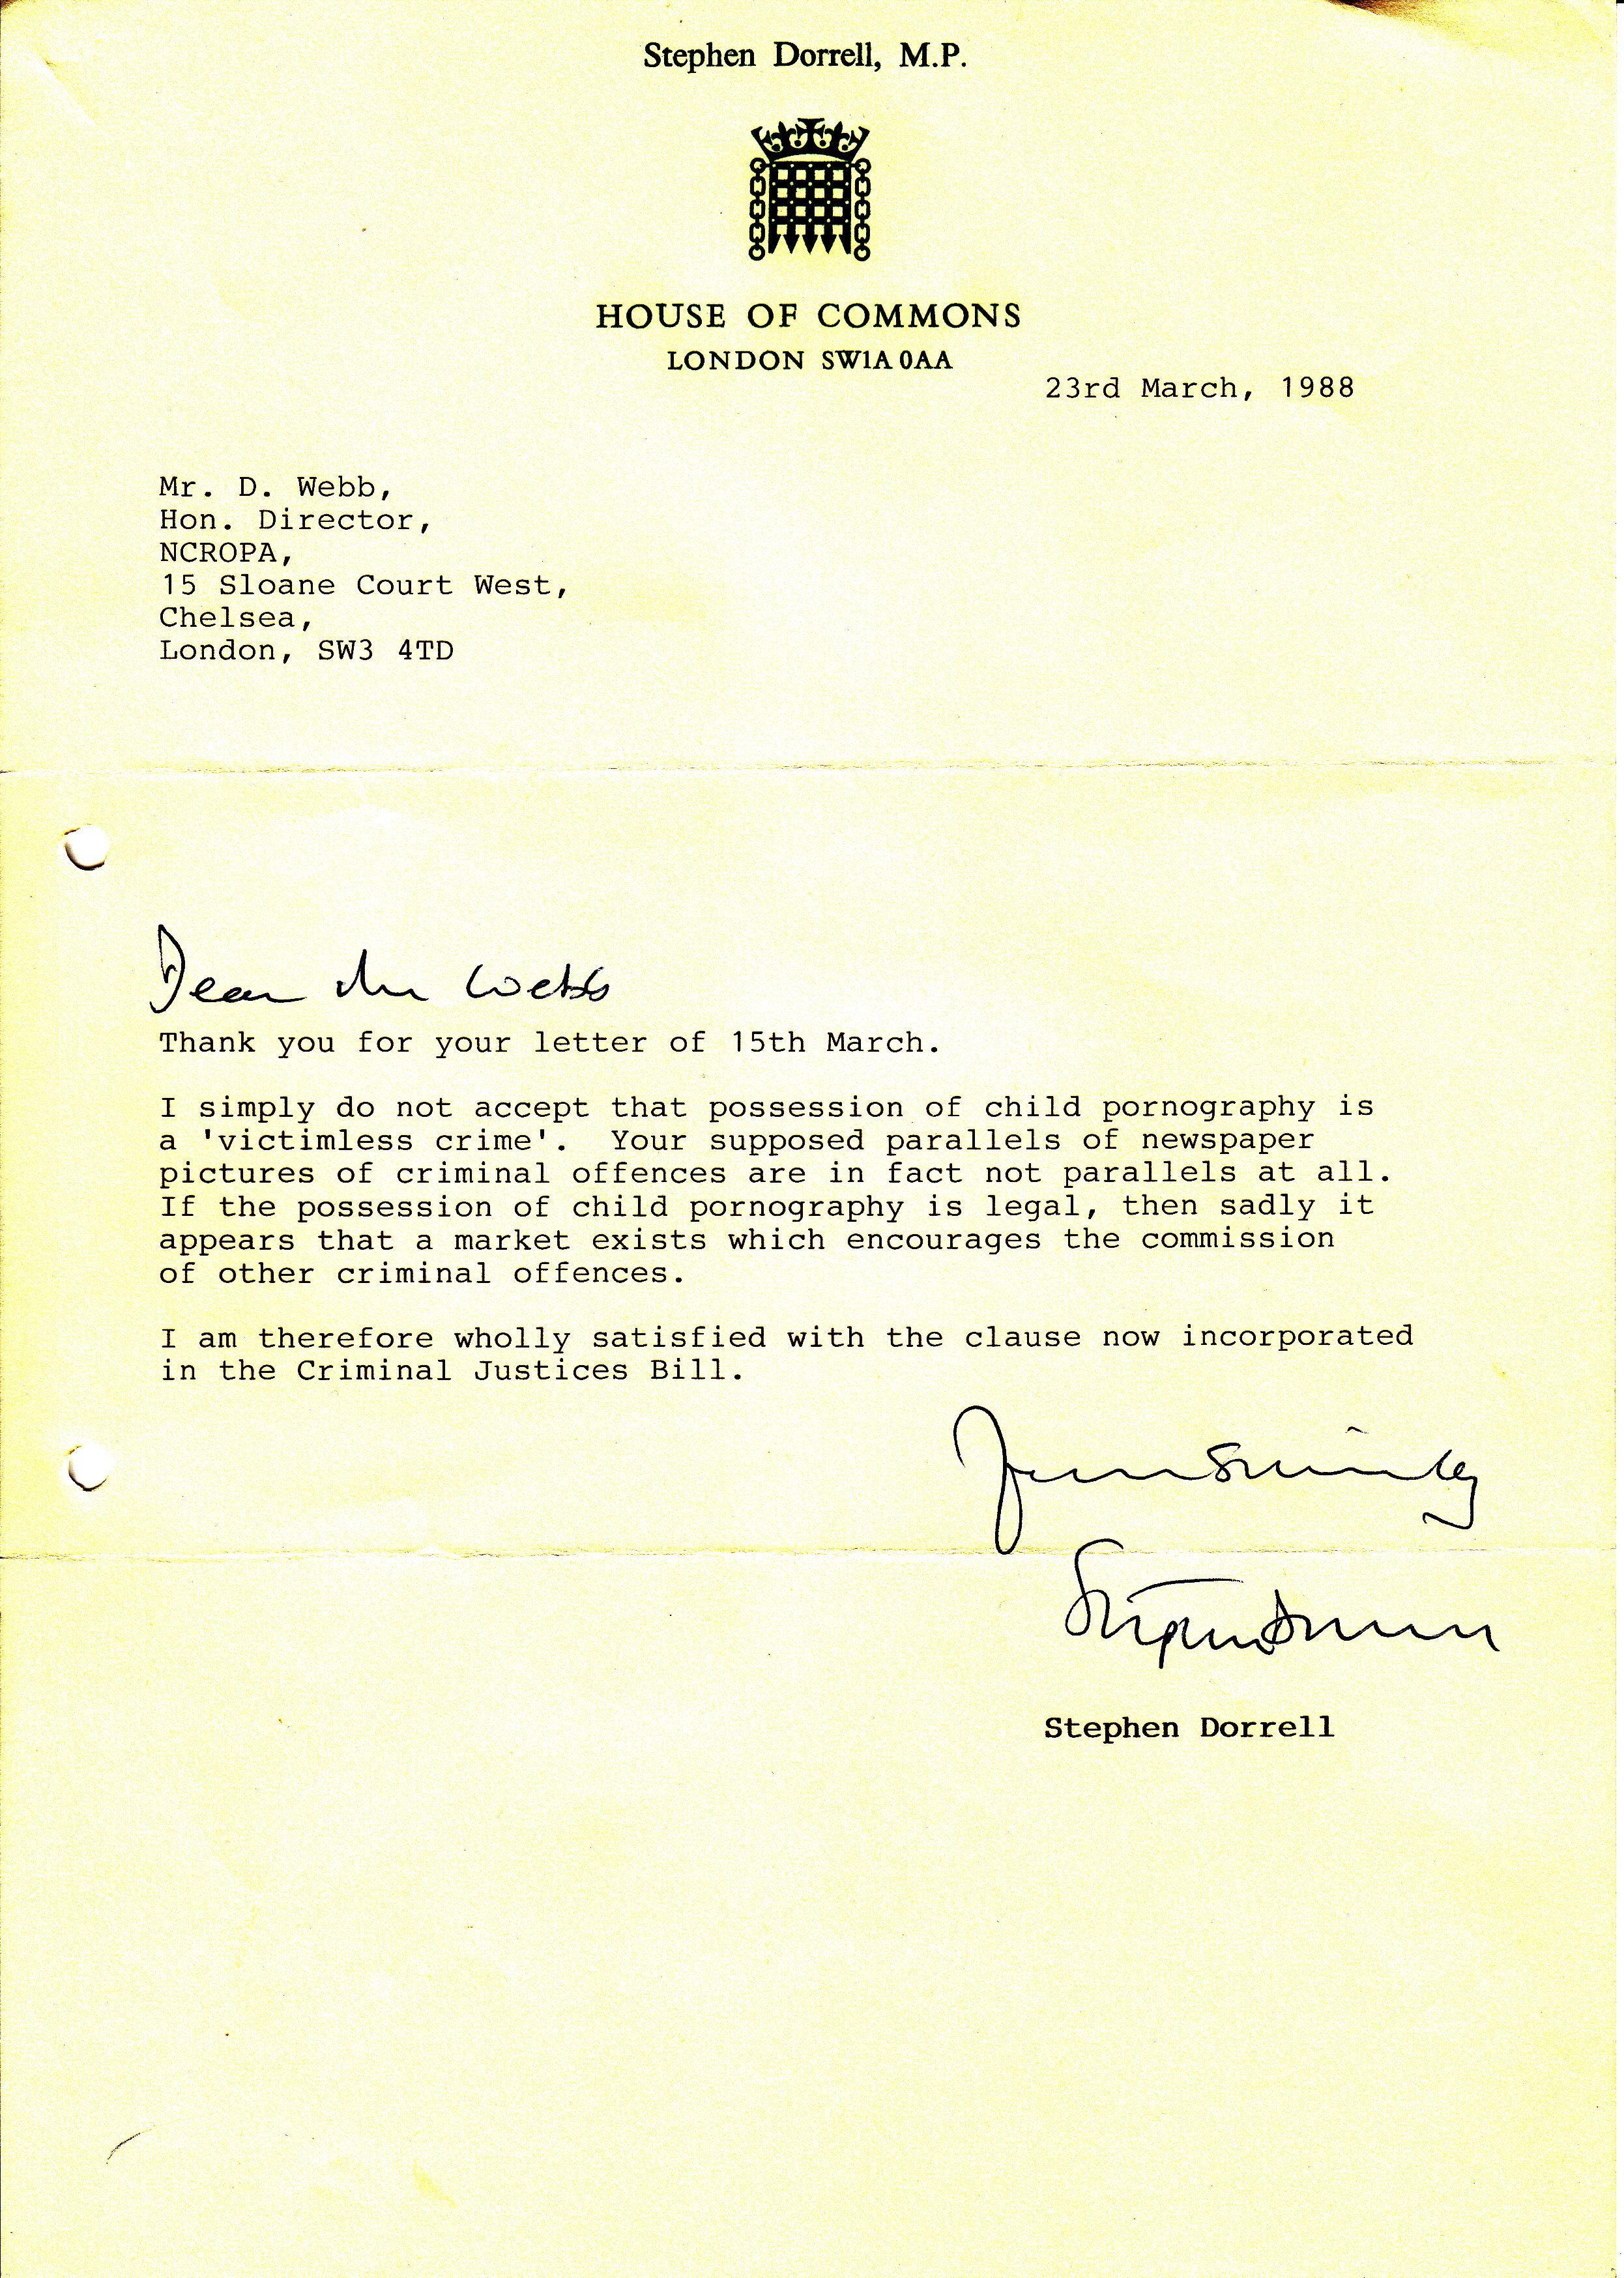 Stephen Dorrell, M.P.
HOUSE OF COMMONS
LONDON SW1A 0AA
23rd March, 1988
Mr. D. Webb,
Hon. Director,
NCROPA,
15 Sloane Court West,
Chelsea,
London, SW3 4TD
Dear Mr Webb
Thank you for your letter of 15th March.
I simply do not accept that possession of child pornography is
a 'victimless crime'.  Your supposed parallels of newspaper
pictures of criminal offences are in fact not parallels at all.
If the possession of child pornography is legal, then sadly it
appears that a market exists which encourages the commission
of other criminal offences.
I am therefore wholly satisfied with the clause now incorporated
in the Criminal Justices Bill.
Yours sincerely
Stephen Dorrell
Stephen Dorrell